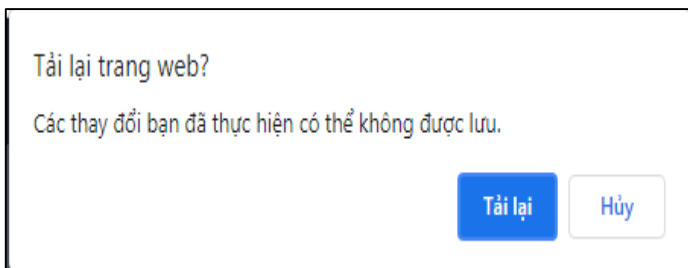 Tải lại trang web?
Các thay đổi bạn đã thực hiện có thể không được lưu.
Tải lại Hủy